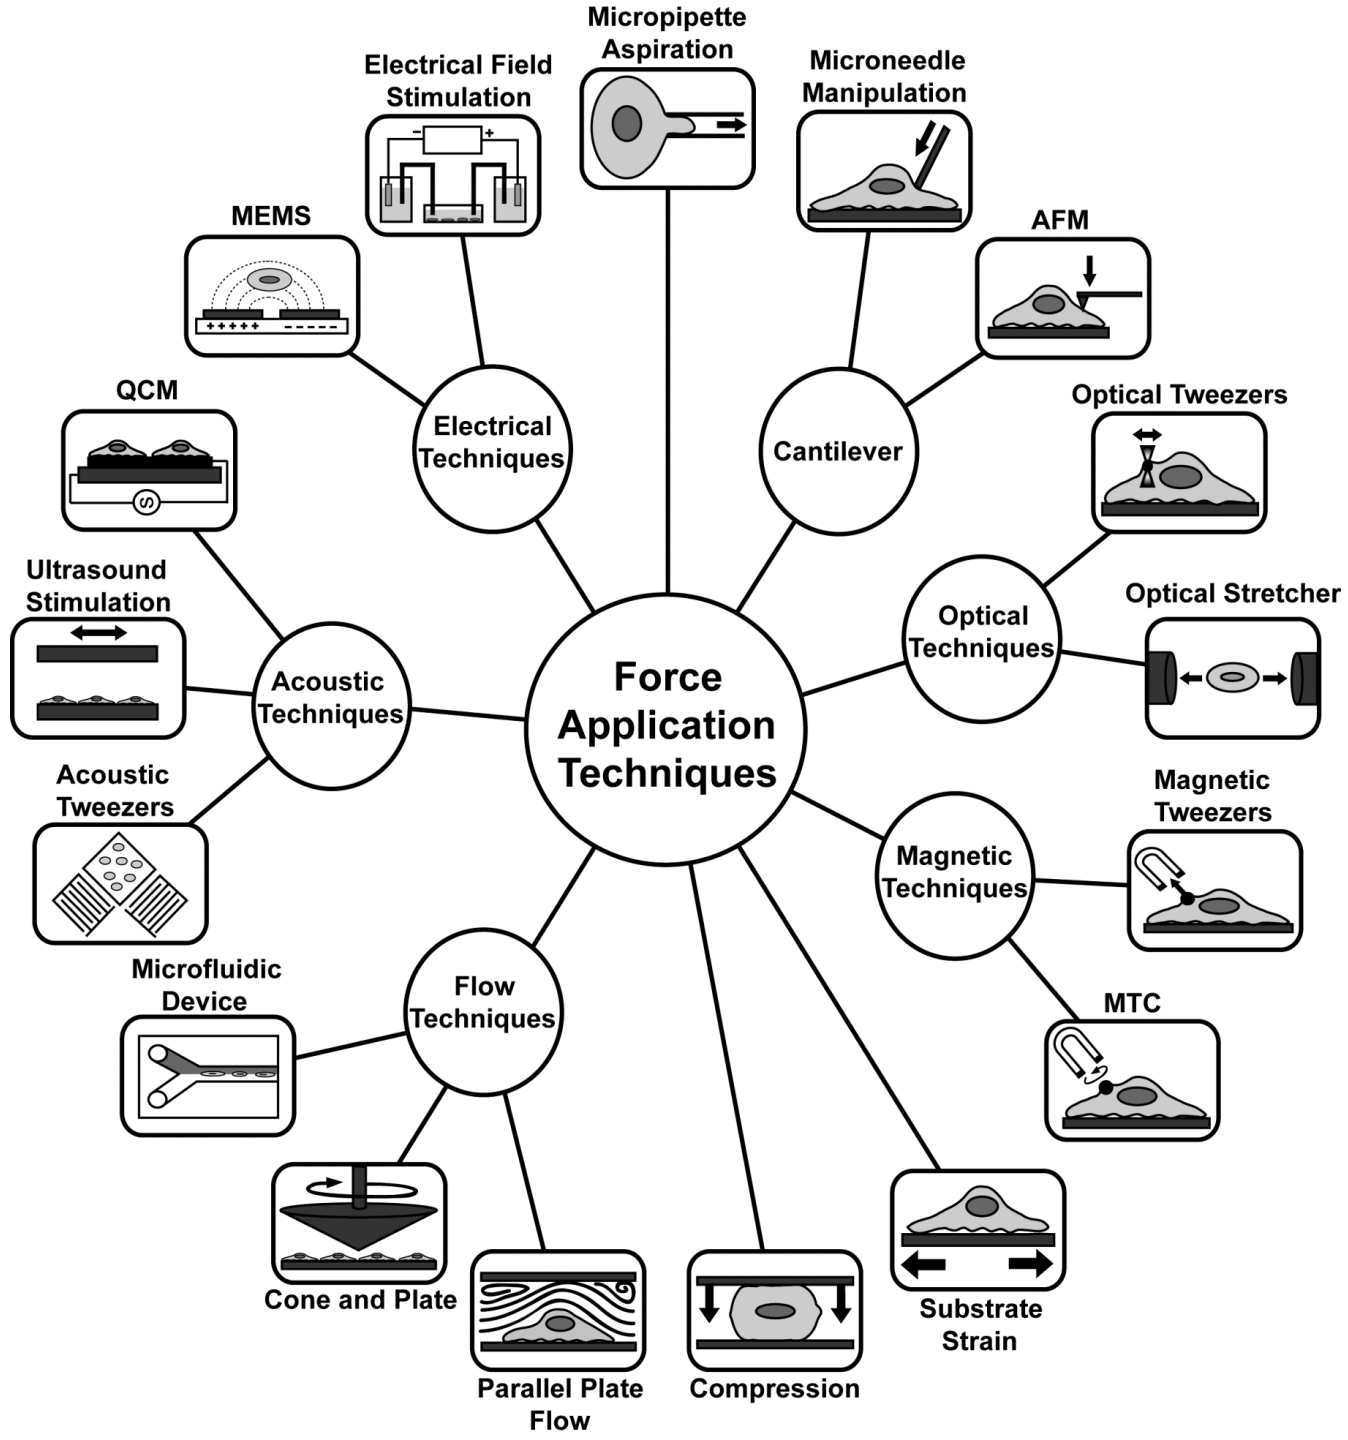 Micropipette
Aspiration
Electrical Field
Stimulation
Microneedle
Manipulation
MEMS
AFM
QCM
Optical Tweezers
Electrical
Techniques
Cantilever
Ultrasound
Stimulation
Optical Stretcher
Optical
Techniques
Acoustic
Techniques
Force
Application
Techniques
Acoustic
Tweezers
Magnetic
Tweezers
Magnetic
Techniques
Microfluidic
Device
Flow
Techniques
MTC
Cone and Plate
Substrate
Strain
Parallel Plate
Flow
Compression
- +
+ + + + + - - - - -
S